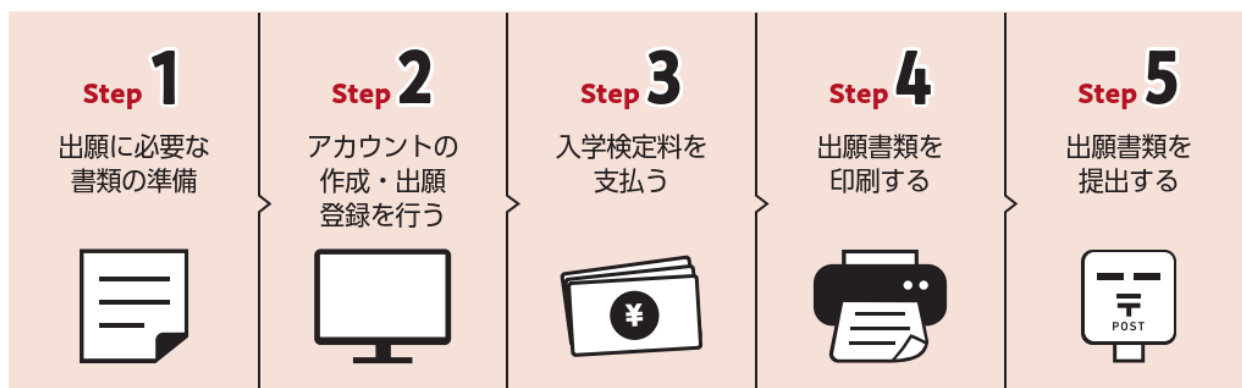 Step 1
出願に必要な
書類の準備
Step 2
アカウントの
作成・出願
登録を行う
Step 3
入学検定料を
支払う
¥
Step 4
出願書類を
印刷する
Step 5
出願書類を
提出する
〒
POST